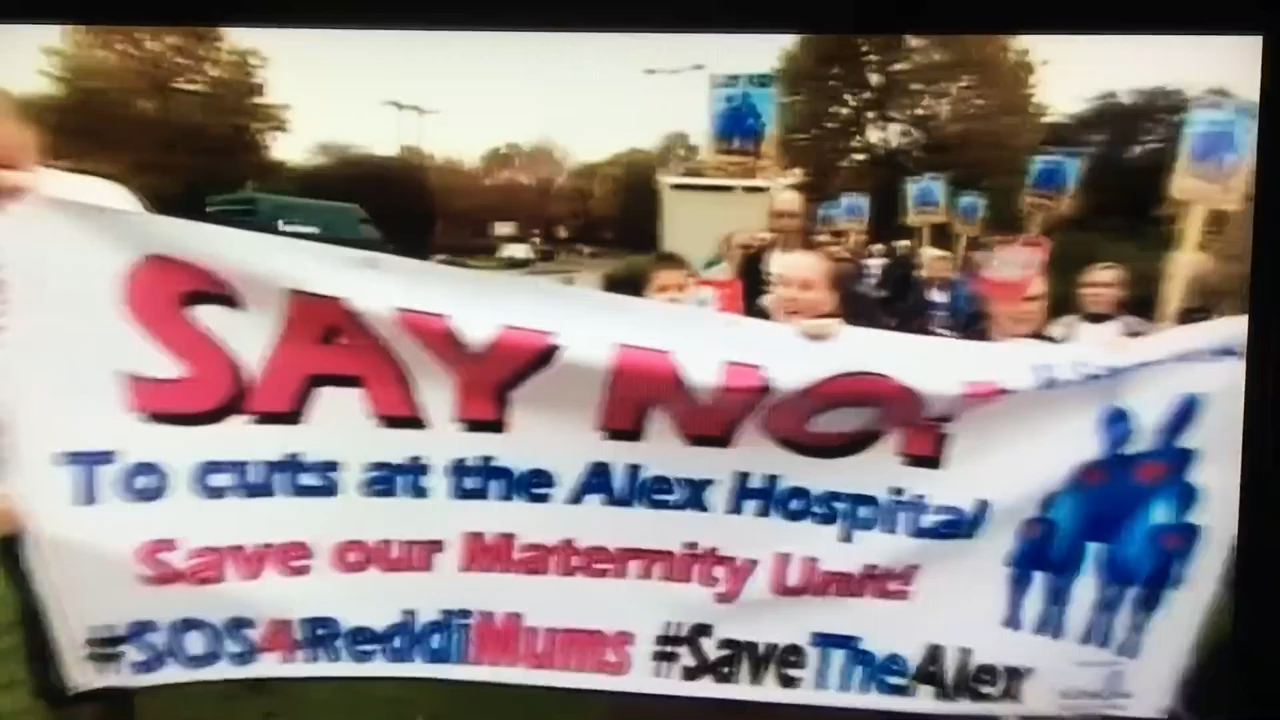 SAY NO!
To cuts at the Alex Hospital
Save our Maternity Unit!
#SOS4ReddiMums #SaveTheAlex